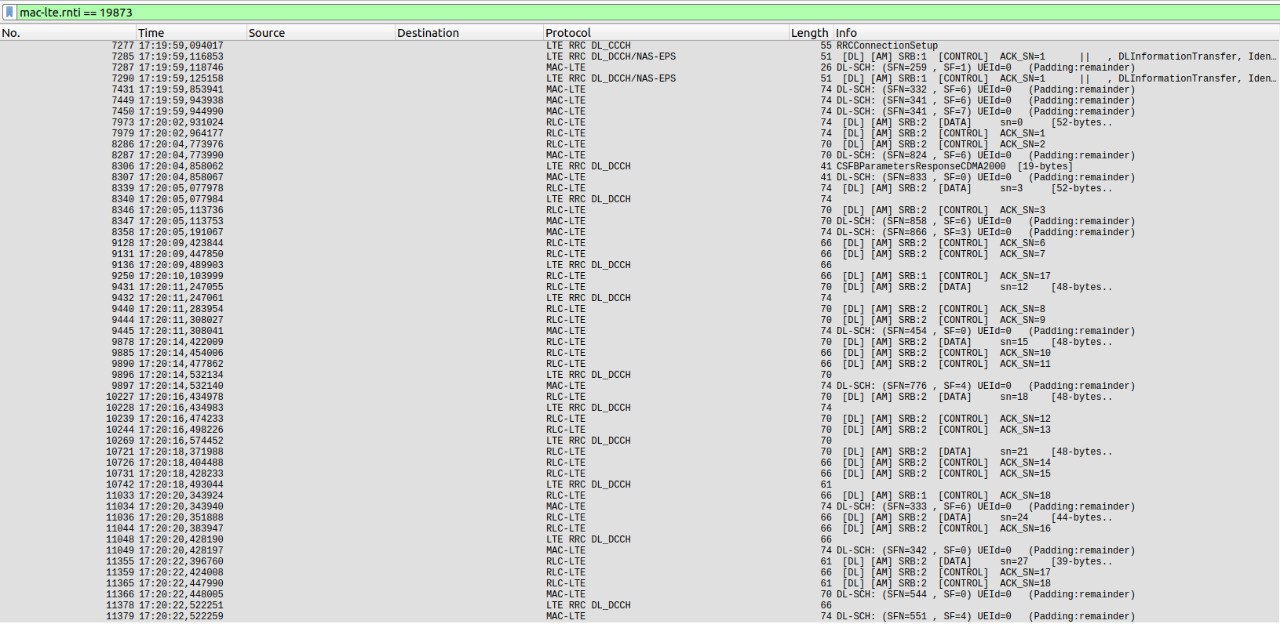 mac-lte.rnti == 19873
No. Time Source Destination Protocol Length Info
7277 17:19:59,094017 LTE RRC DL_CCCH 55 RRCConnectionSetup
7285 17:19:59,116853 LTE RRC DL_DCCH/NAS-EPS 51 [DL] [AM] SRB:1 [CONTROL] ACK_SN=1 || , DLInformationTransfer, Iden…
7287 17:19:59,118746 MAC-LTE 26 DL-SCH: (SFN=259 , SF=1) UEId=0 (Padding:remainder)
7290 17:19:59,125158 LTE RRC DL_DCCH/NAS-EPS 51 [DL] [AM] SRB:1 [CONTROL] ACK_SN=1 || , DLInformationTransfer, Iden…
7431 17:19:59,853941 MAC-LTE 74 DL-SCH: (SFN=332 , SF=6) UEId=0 (Padding:remainder)
7449 17:19:59,943938 MAC-LTE 74 DL-SCH: (SFN=341 , SF=6) UEId=0 (Padding:remainder)
7450 17:19:59,944990 MAC-LTE 74 DL-SCH: (SFN=341 , SF=7) UEId=0 (Padding:remainder)
7973 17:20:02,931024 RLC-LTE 74 [DL] [AM] SRB:2 [DATA] sn=0 [52-bytes..
7979 17:20:02,964177 RLC-LTE 74 [DL] [AM] SRB:2 [CONTROL] ACK_SN=1
8286 17:20:04,773976 RLC-LTE 70 [DL] [AM] SRB:2 [CONTROL] ACK_SN=2
8287 17:20:04,773990 MAC-LTE 70 DL-SCH: (SFN=824 , SF=6) UEId=0 (Padding:remainder)
8306 17:20:04,858062 LTE RRC DL_DCCH 41 CSFBParametersResponseCDMA2000 [19-bytes]
8307 17:20:04,858067 MAC-LTE 41 DL-SCH: (SFN=833 , SF=0) UEId=0 (Padding:remainder)
8339 17:20:05,077978 RLC-LTE 74 [DL] [AM] SRB:2 [DATA] sn=3 [52-bytes..
8340 17:20:05,077984 LTE RRC DL_DCCH 74
8346 17:20:05,113736 RLC-LTE 70 [DL] [AM] SRB:2 [CONTROL] ACK_SN=3
8347 17:20:05,113753 MAC-LTE 70 DL-SCH: (SFN=858 , SF=6) UEId=0 (Padding:remainder)
8358 17:20:05,191067 MAC-LTE 74 DL-SCH: (SFN=866 , SF=3) UEId=0 (Padding:remainder)
9128 17:20:09,423844 RLC-LTE 66 [DL] [AM] SRB:2 [CONTROL] ACK_SN=6
9131 17:20:09,447850 RLC-LTE 66 [DL] [AM] SRB:2 [CONTROL] ACK_SN=7
9136 17:20:09,489903 LTE RRC DL_DCCH 66
9250 17:20:10,103999 RLC-LTE 66 [DL] [AM] SRB:1 [CONTROL] ACK_SN=17
9431 17:20:11,247055 RLC-LTE 70 [DL] [AM] SRB:2 [DATA] sn=12 [48-bytes..
9432 17:20:11,247061 LTE RRC DL_DCCH 74
9440 17:20:11,283954 RLC-LTE 70 [DL] [AM] SRB:2 [CONTROL] ACK_SN=8
9444 17:20:11,308027 RLC-LTE 70 [DL] [AM] SRB:2 [CONTROL] ACK_SN=9
9445 17:20:11,308041 MAC-LTE 74 DL-SCH: (SFN=454 , SF=0) UEId=0 (Padding:remainder)
9878 17:20:14,422009 RLC-LTE 70 [DL] [AM] SRB:2 [DATA] sn=15 [48-bytes..
9885 17:20:14,454006 RLC-LTE 66 [DL] [AM] SRB:2 [CONTROL] ACK_SN=10
9890 17:20:14,477862 RLC-LTE 66 [DL] [AM] SRB:2 [CONTROL] ACK_SN=11
9896 17:20:14,532134 LTE RRC DL_DCCH 70
9897 17:20:14,532140 MAC-LTE 74 DL-SCH: (SFN=776 , SF=4) UEId=0 (Padding:remainder)
10227 17:20:16,434978 RLC-LTE 70 [DL] [AM] SRB:2 [DATA] sn=18 [48-bytes..
10228 17:20:16,434983 LTE RRC DL_DCCH 74
10239 17:20:16,474233 RLC-LTE 70 [DL] [AM] SRB:2 [CONTROL] ACK_SN=12
10244 17:20:16,498226 RLC-LTE 70 [DL] [AM] SRB:2 [CONTROL] ACK_SN=13
10269 17:20:16,574452 LTE RRC DL_DCCH 70
10721 17:20:18,371988 RLC-LTE 70 [DL] [AM] SRB:2 [DATA] sn=21 [48-bytes..
10726 17:20:18,404488 RLC-LTE 66 [DL] [AM] SRB:2 [CONTROL] ACK_SN=14
10731 17:20:18,428233 RLC-LTE 66 [DL] [AM] SRB:2 [CONTROL] ACK_SN=15
10742 17:20:18,493044 LTE RRC DL_DCCH 61
11033 17:20:20,343924 RLC-LTE 66 [DL] [AM] SRB:1 [CONTROL] ACK_SN=18
11034 17:20:20,343940 MAC-LTE 74 DL-SCH: (SFN=333 , SF=6) UEId=0 (Padding:remainder)
11036 17:20:20,351888 RLC-LTE 66 [DL] [AM] SRB:2 [DATA] sn=24 [44-bytes..
11044 17:20:20,383947 RLC-LTE 66 [DL] [AM] SRB:2 [CONTROL] ACK_SN=16
11048 17:20:20,428190 LTE RRC DL_DCCH 66
11049 17:20:20,428197 MAC-LTE 74 DL-SCH: (SFN=342 , SF=0) UEId=0 (Padding:remainder)
11355 17:20:22,396760 RLC-LTE 61 [DL] [AM] SRB:2 [DATA] sn=27 [39-bytes..
11359 17:20:22,424008 RLC-LTE 66 [DL] [AM] SRB:2 [CONTROL] ACK_SN=17
11365 17:20:22,447990 RLC-LTE 61 [DL] [AM] SRB:2 [CONTROL] ACK_SN=18
11366 17:20:22,448005 MAC-LTE 70 DL-SCH: (SFN=544 , SF=0) UEId=0 (Padding:remainder)
11378 17:20:22,522251 LTE RRC DL_DCCH 66
11379 17:20:22,522259 MAC-LTE 74 DL-SCH: (SFN=551 , SF=4) UEId=0 (Padding:remainder)